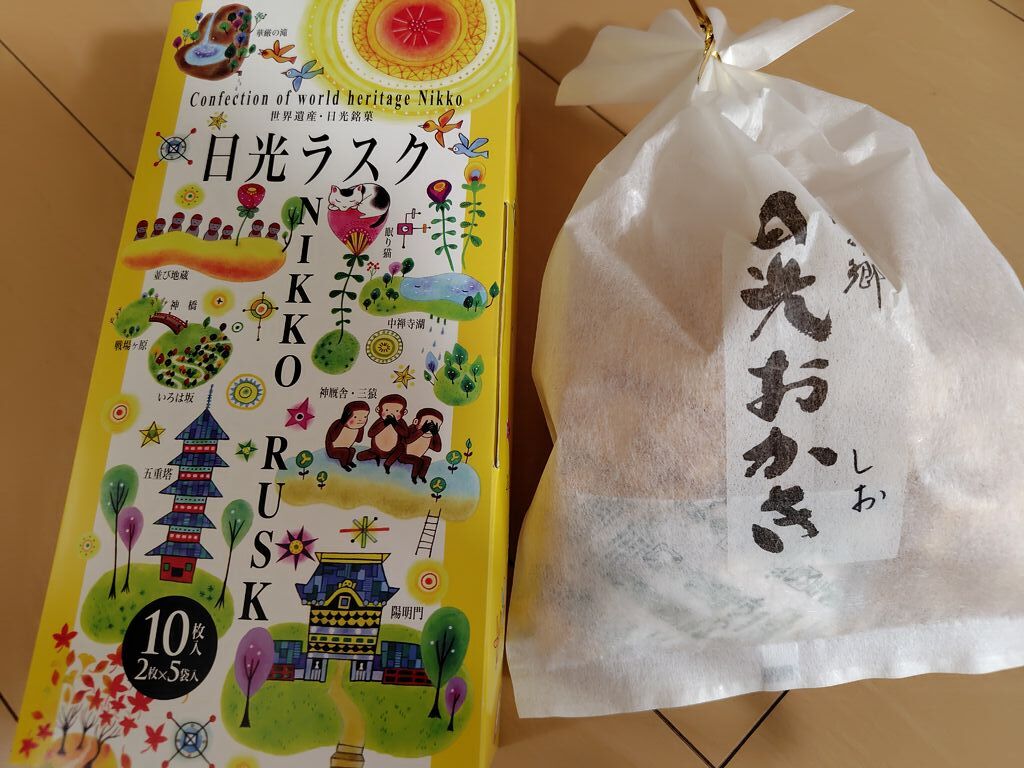 華厳の滝
Confection of world heritage Nikko
世界遺産・日光銘菓
日光ラスク
NIKKO RUSK
眠り猫
並び地蔵
神橋
中禅寺湖
戦場ヶ原
いろは坂
神厩舎・三猿
五重塔
陽明門
10枚入
2枚×5袋入
郷
日光おかき
しお